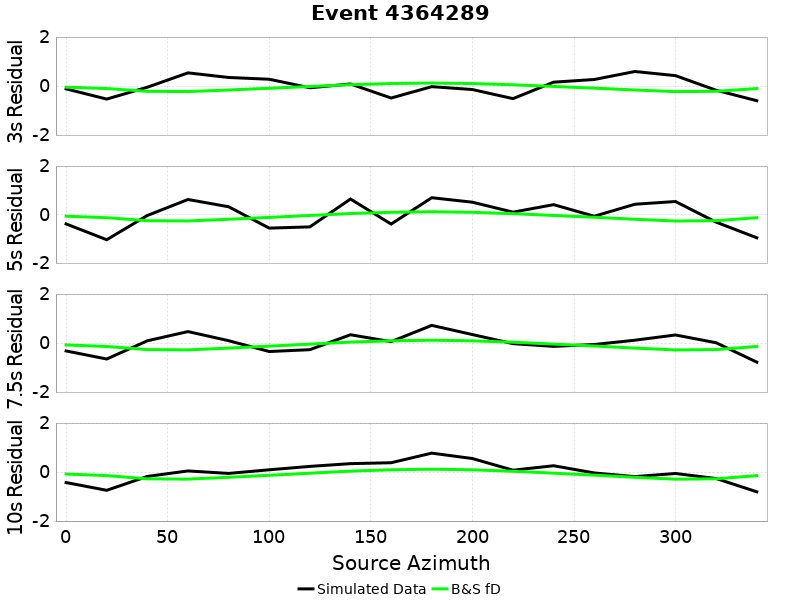 Event 4364289
3s Residual
2
0
-2
5s Residual
2
0
-2
7.5s Residual
2
0
-2
10s Residual
2
0
-2
0 50 100 150 200 250 300
Source Azimuth
Simulated Data B&S fD